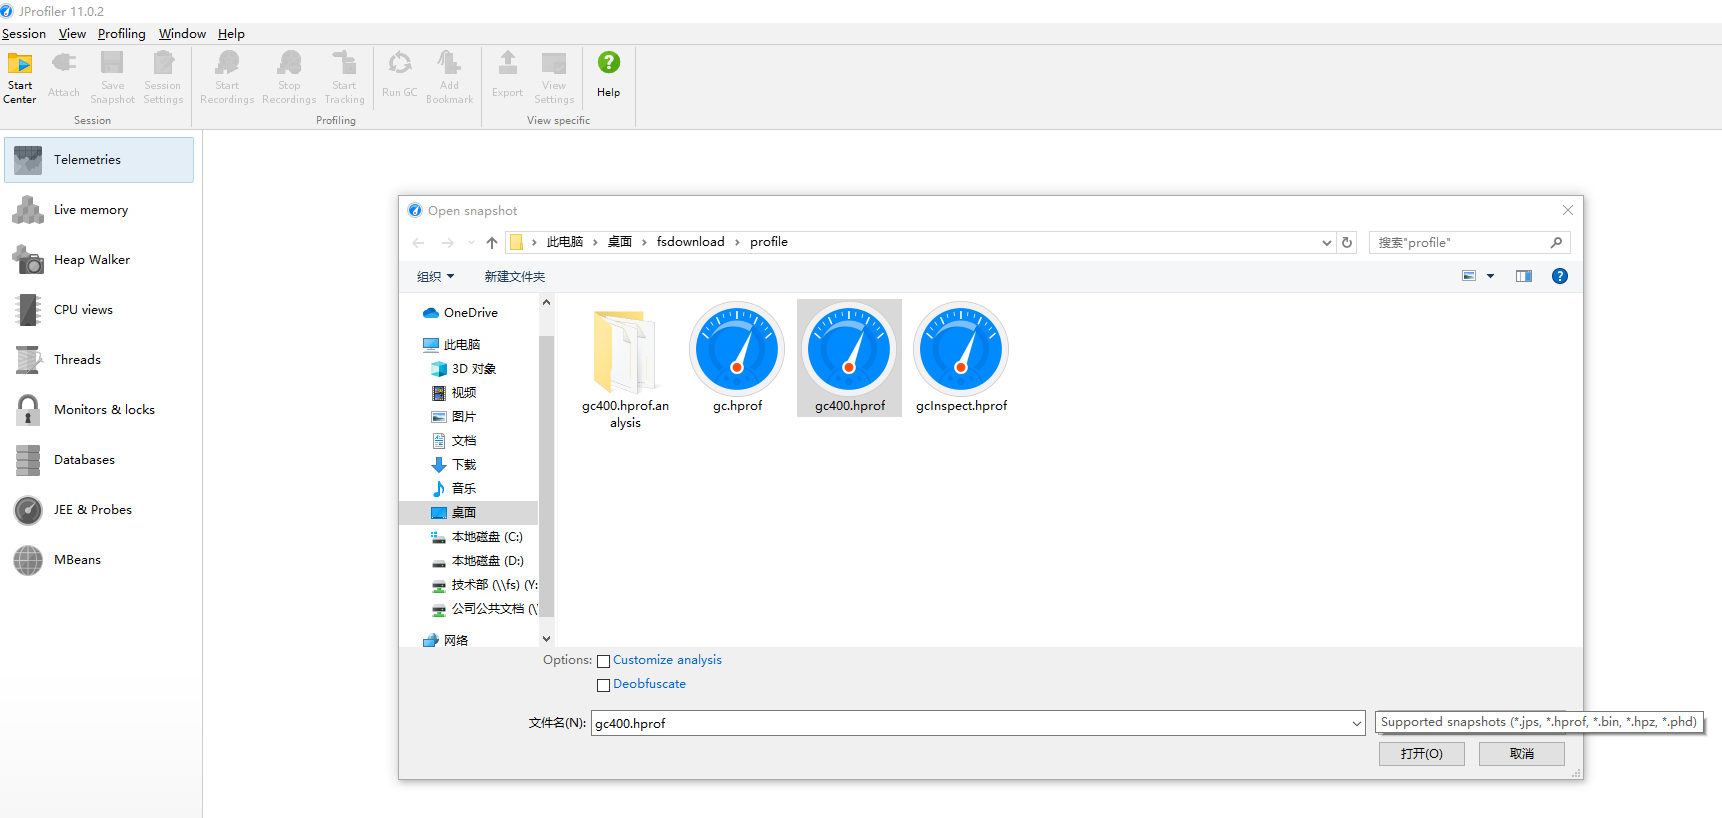 JProfiler 11.0.2
Session View Profiling Window Help
Start Center
Attach
Save Snapshot
Session Settings
Start Recordings
Stop Recordings
Start Tracking
Run GC
Add Bookmark
Export
View Settings
Help
Session
Profiling
View specific
Telemetries
Live memory
Heap Walker
CPU views
Threads
Monitors & locks
Databases
JEE & Probes
MBeans
Open snapshot
此电脑 › 桌面 › fsdownload › profile
搜索"profile"
组织
新建文件夹
OneDrive
此电脑
3D 对象
视频
图片
文档
下载
音乐
桌面
本地磁盘 (C:)
本地磁盘 (D:)
技术部 (\\fs) (Y:
公司公共文档 (\
网络
gc400.hprof.an
alysis
gc.hprof
gc400.hprof
gcInspect.hprof
Options:
Customize analysis
Deobfuscate
文件名(N):
gc400.hprof
Supported snapshots (*.jps, *.hprof, *.bin, *.hpz, *.phd)
打开(O)
取消